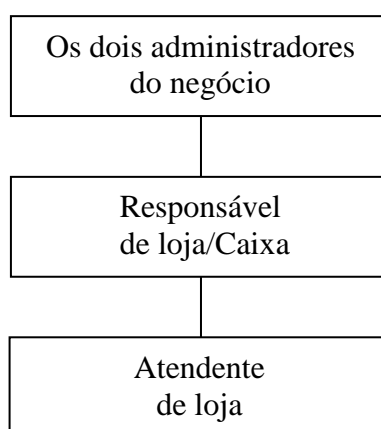 Os dois administradores
do negócio
Responsável
de loja/Caixa
Atendente
de loja